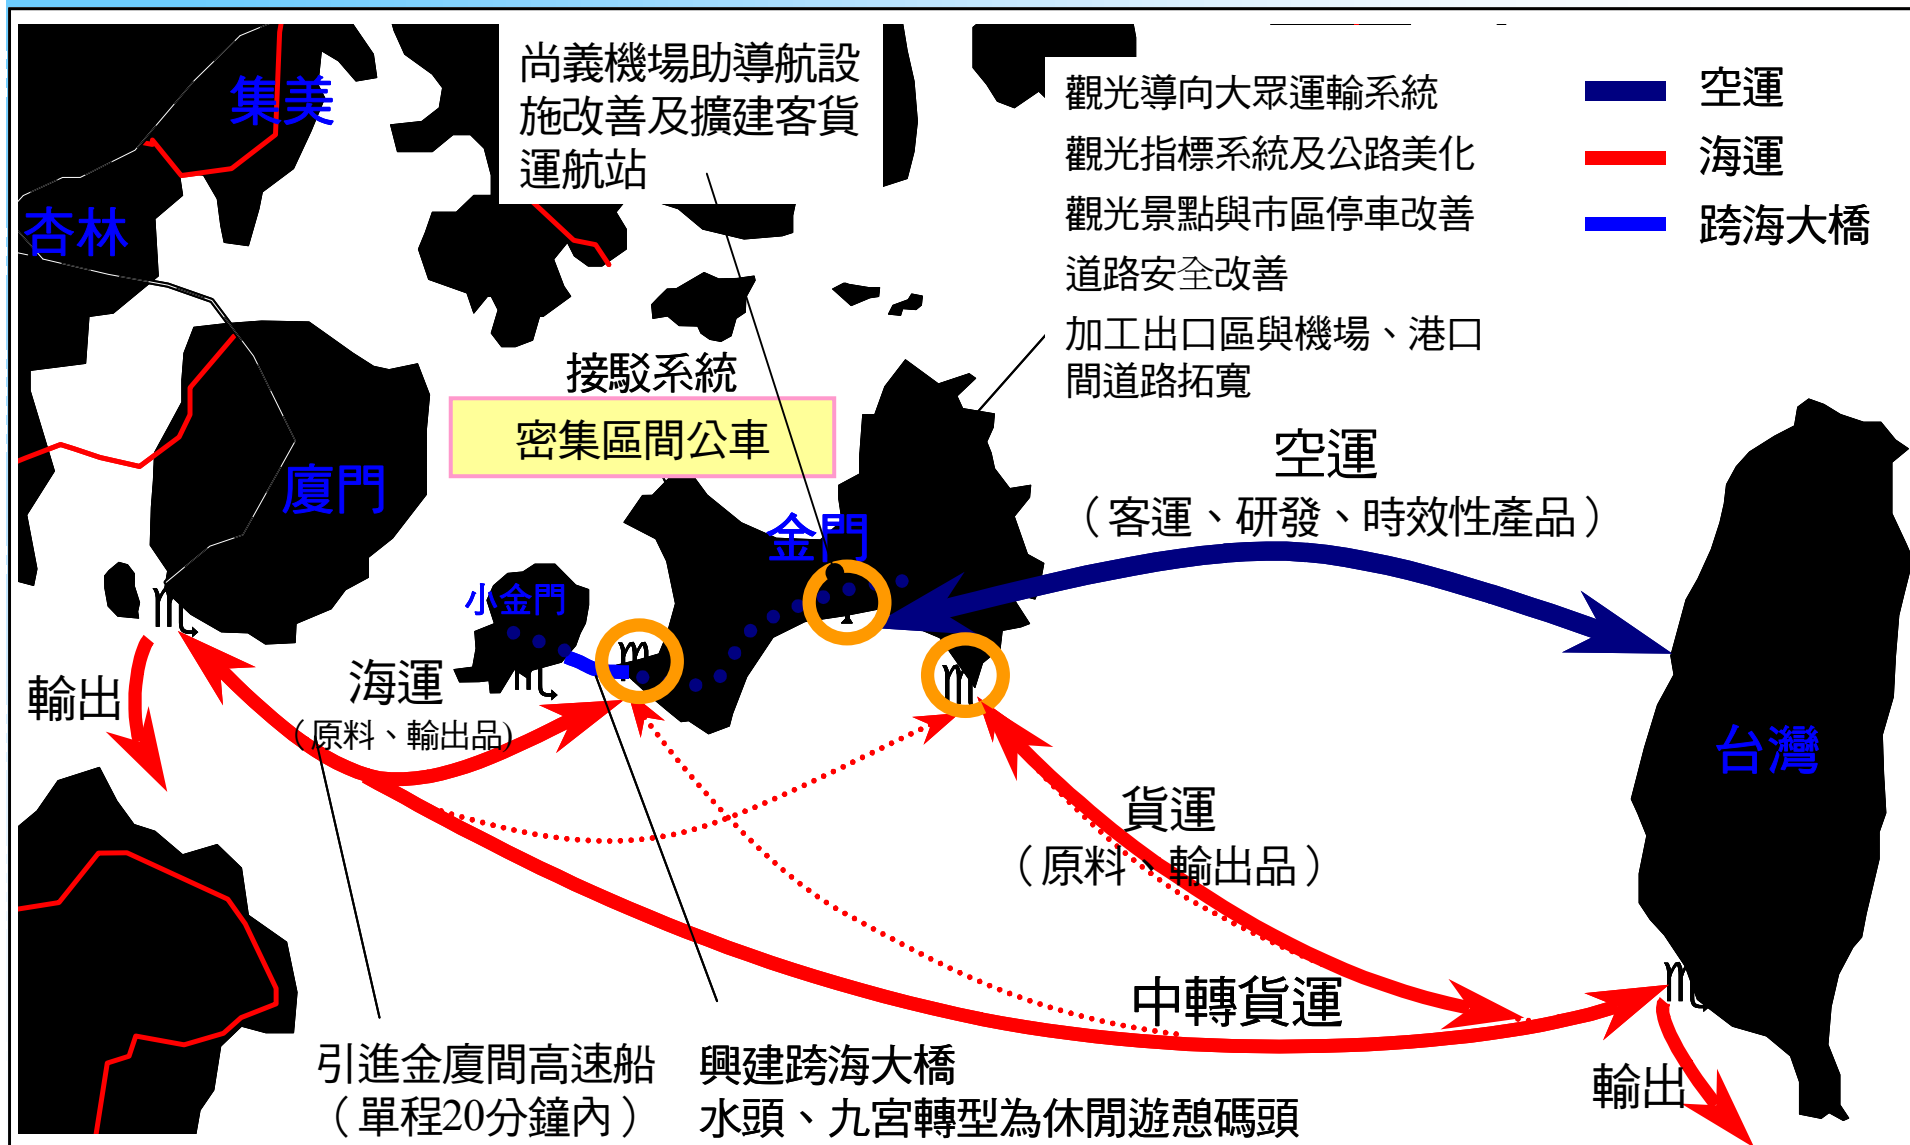 尚義機場助導航設
施改善及擴建客貨
運航站
觀光導向大眾運輸系統
觀光指標系統及公路美化
觀光景點與市區停車改善
道路安全改善
加工出口區與機場、港口
間道路拓寬
空運
海運
跨海大橋
集美
杏林
接駁系統
密集區間公車
廈門
金門
小金門
空運
（客運、研發、時效性產品）
輸出
海運
（原料、輸出品）
台灣
貨運
（原料、輸出品）
中轉貨運
輸出
引進金廈間高速船
（單程20分鐘內）
興建跨海大橋
水頭、九宮轉型為休閒遊憩碼頭